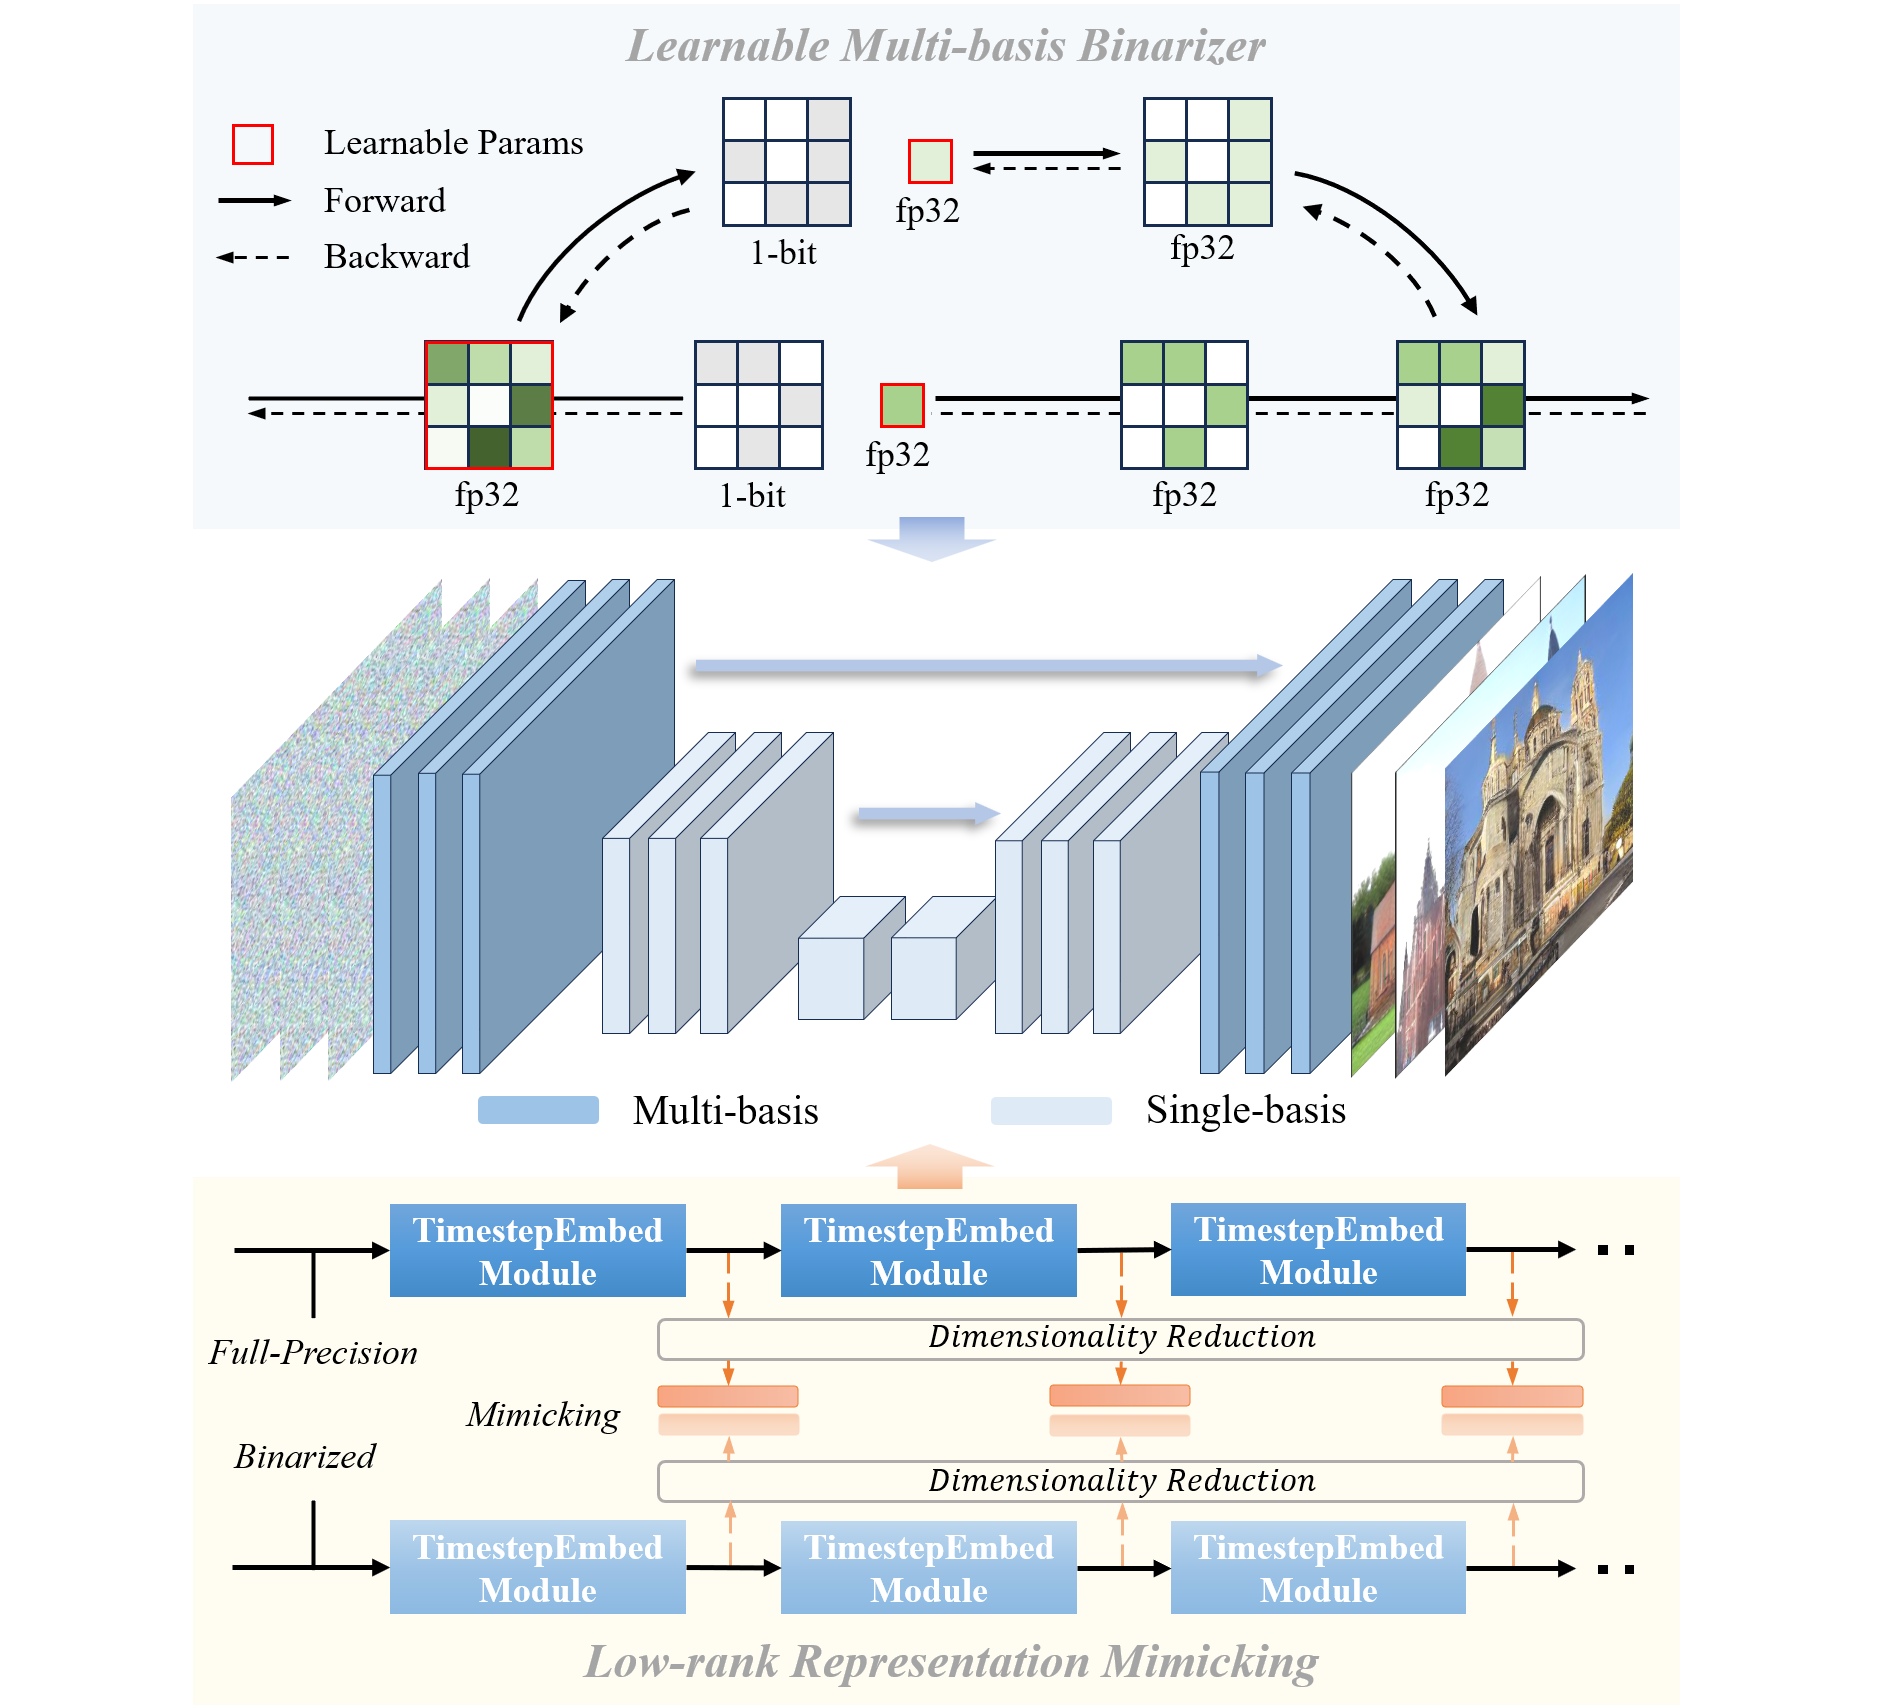 Learnable Multi-basis Binarizer
Learnable Params
Forward
Backward
1-bit
fp32
fp32
fp32
1-bit
fp32
fp32
fp32
Multi-basis
Single-basis
TimestepEmbed
Module
TimestepEmbed
Module
TimestepEmbed
Module
Full-Precision
Dimensionality Reduction
Mimicking
Binarized
Dimensionality Reduction
TimestepEmbed
Module
TimestepEmbed
Module
TimestepEmbed
Module
Low-rank Representation Mimicking